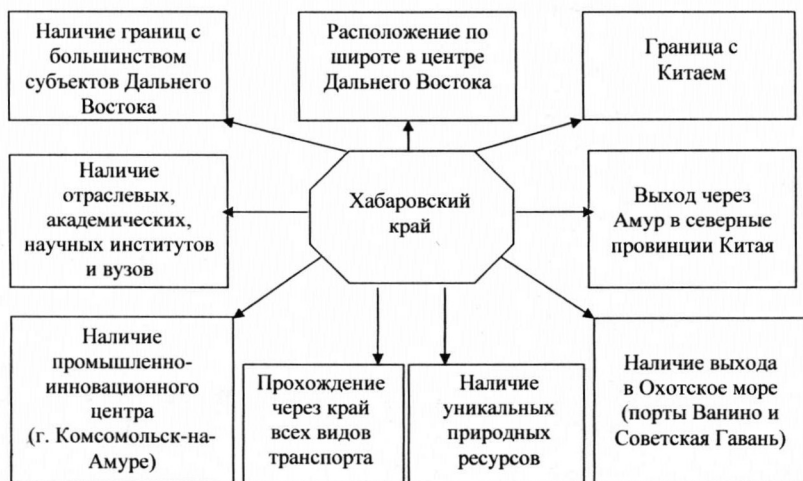 Наличие границ с
большинством
субъектов Дальнего
Востока
Расположение по
широте в центре
Дальнего Востока
Граница с
Китаем
Наличие
отраслевых,
академических,
научных институтов
и вузов
Хабаровский
край
Выход через
Амур в северные
провинции Китая
Наличие
промышленно-
инновационного
центра
(г. Комсомольск-на-
Амуре)
Прохождение
через край
всех видов
транспорта
Наличие
уникальных
природных
ресурсов
Наличие выхода
в Охотское море
(порты Ванино и
Советская Гавань)